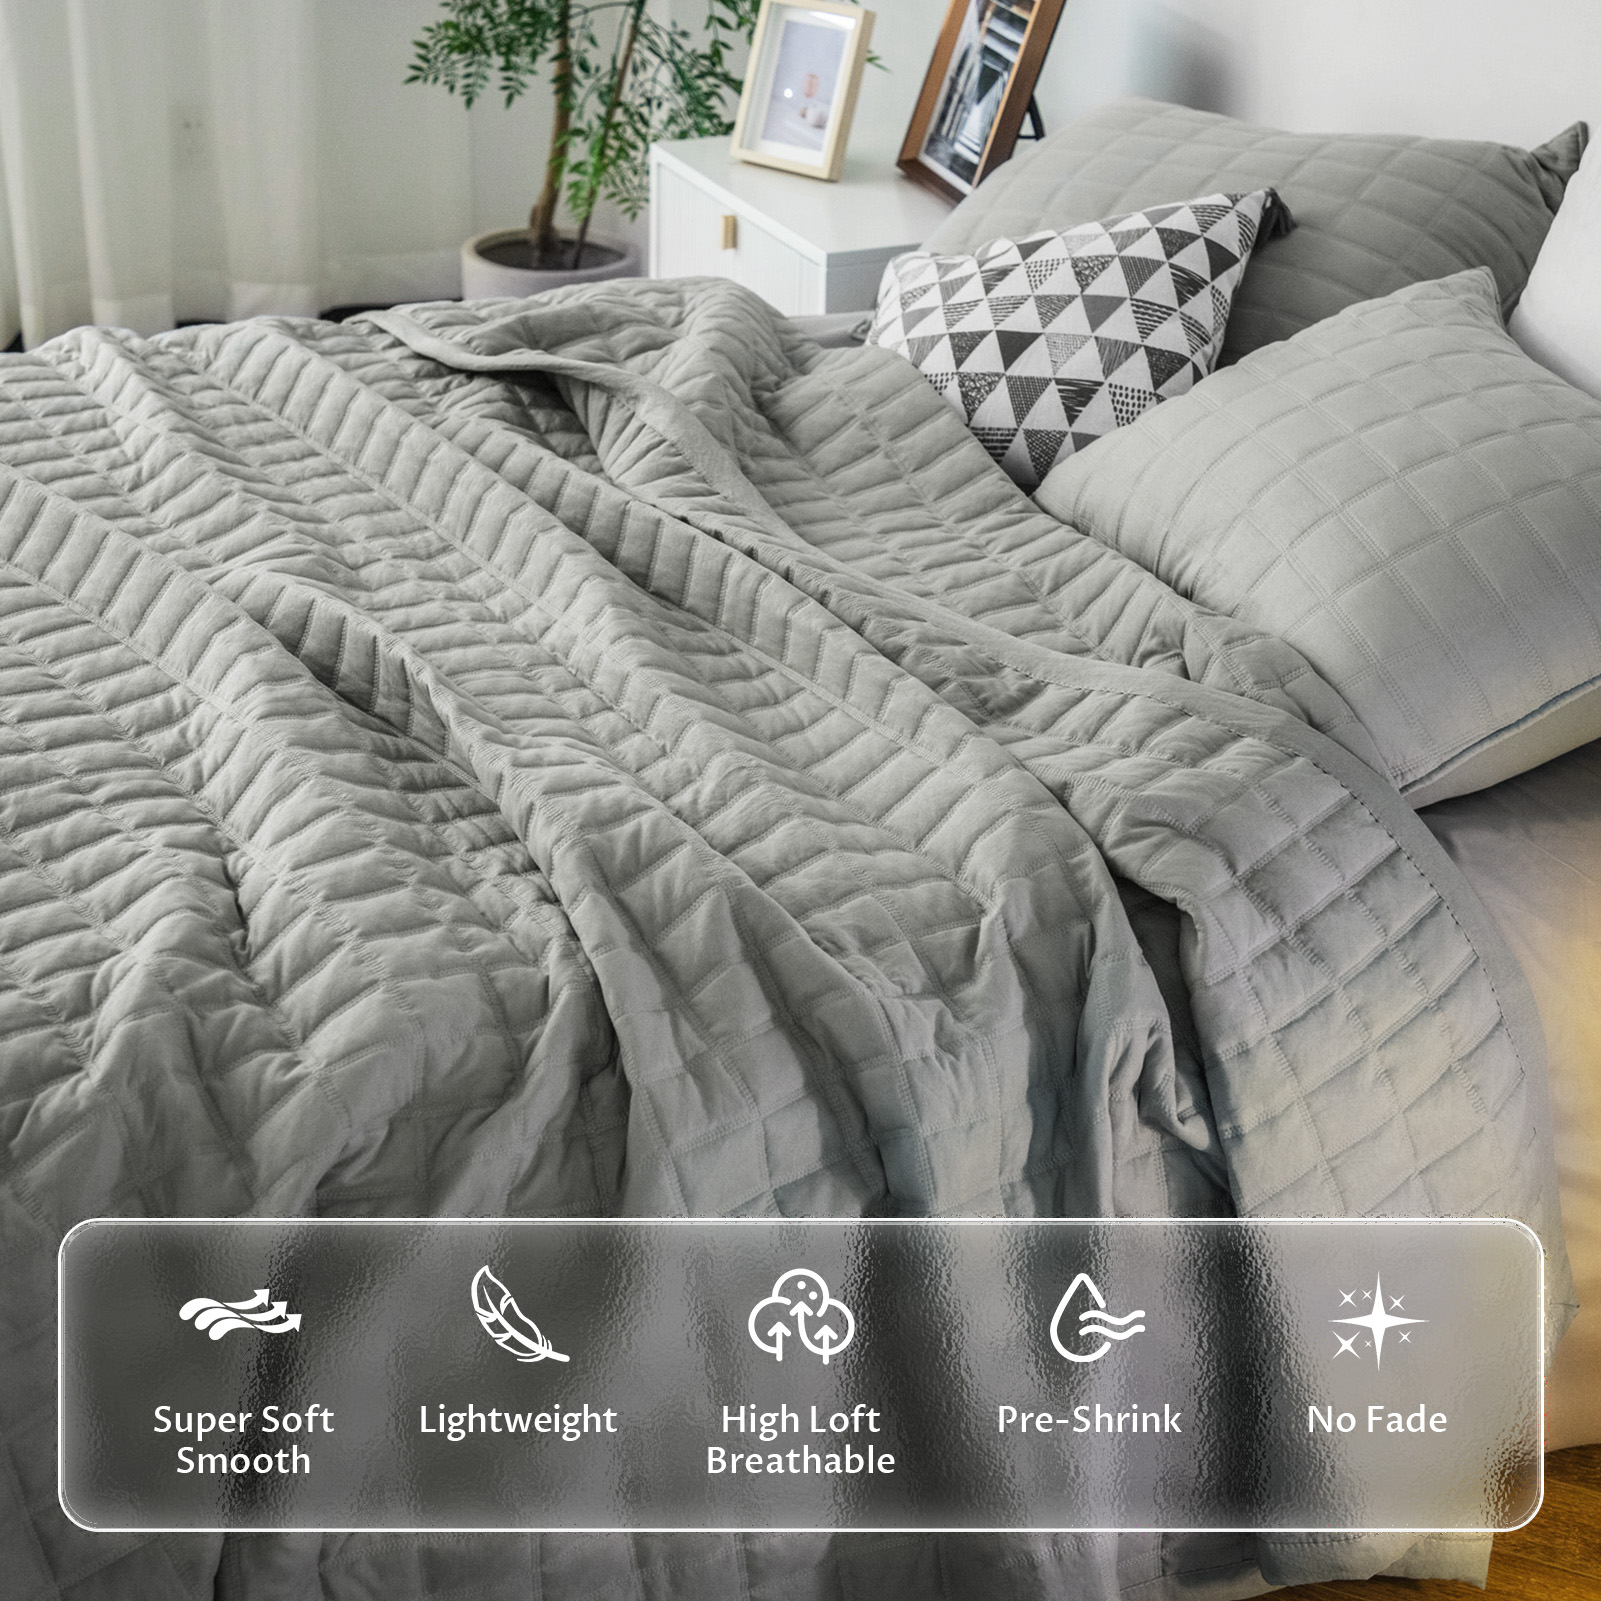 Super Soft
Smooth
Lightweight
High Loft
Breathable
Pre-Shrink
No Fade